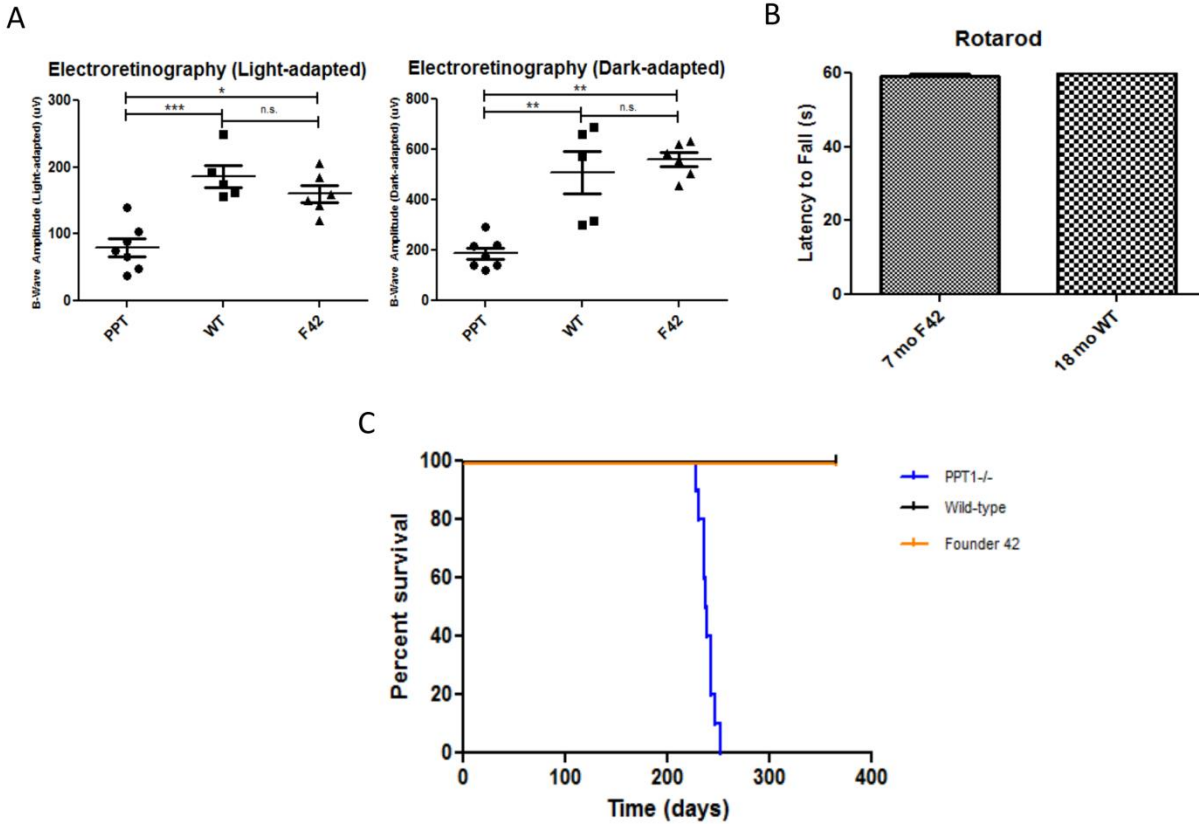 A
Electroretinography (Light-adapted)
B-Wave Amplitude (Light-adapted) (uV)
300
200
100
0
*
***
n.s.
PPT
WT
F42
Electroretinography (Dark-adapted)
B-Wave Amplitude (Dark-adapted) (uV)
800
600
400
200
0
**
**
n.s.
PPT
WT
F42
B
Rotarod
Latency to Fall (s)
60
40
20
0
7 mo F42
18 mo WT
C
Percent survival
100
80
60
40
20
0
0
100
200
300
400
Time (days)
PPT1-/-
Wild-type
Founder 42